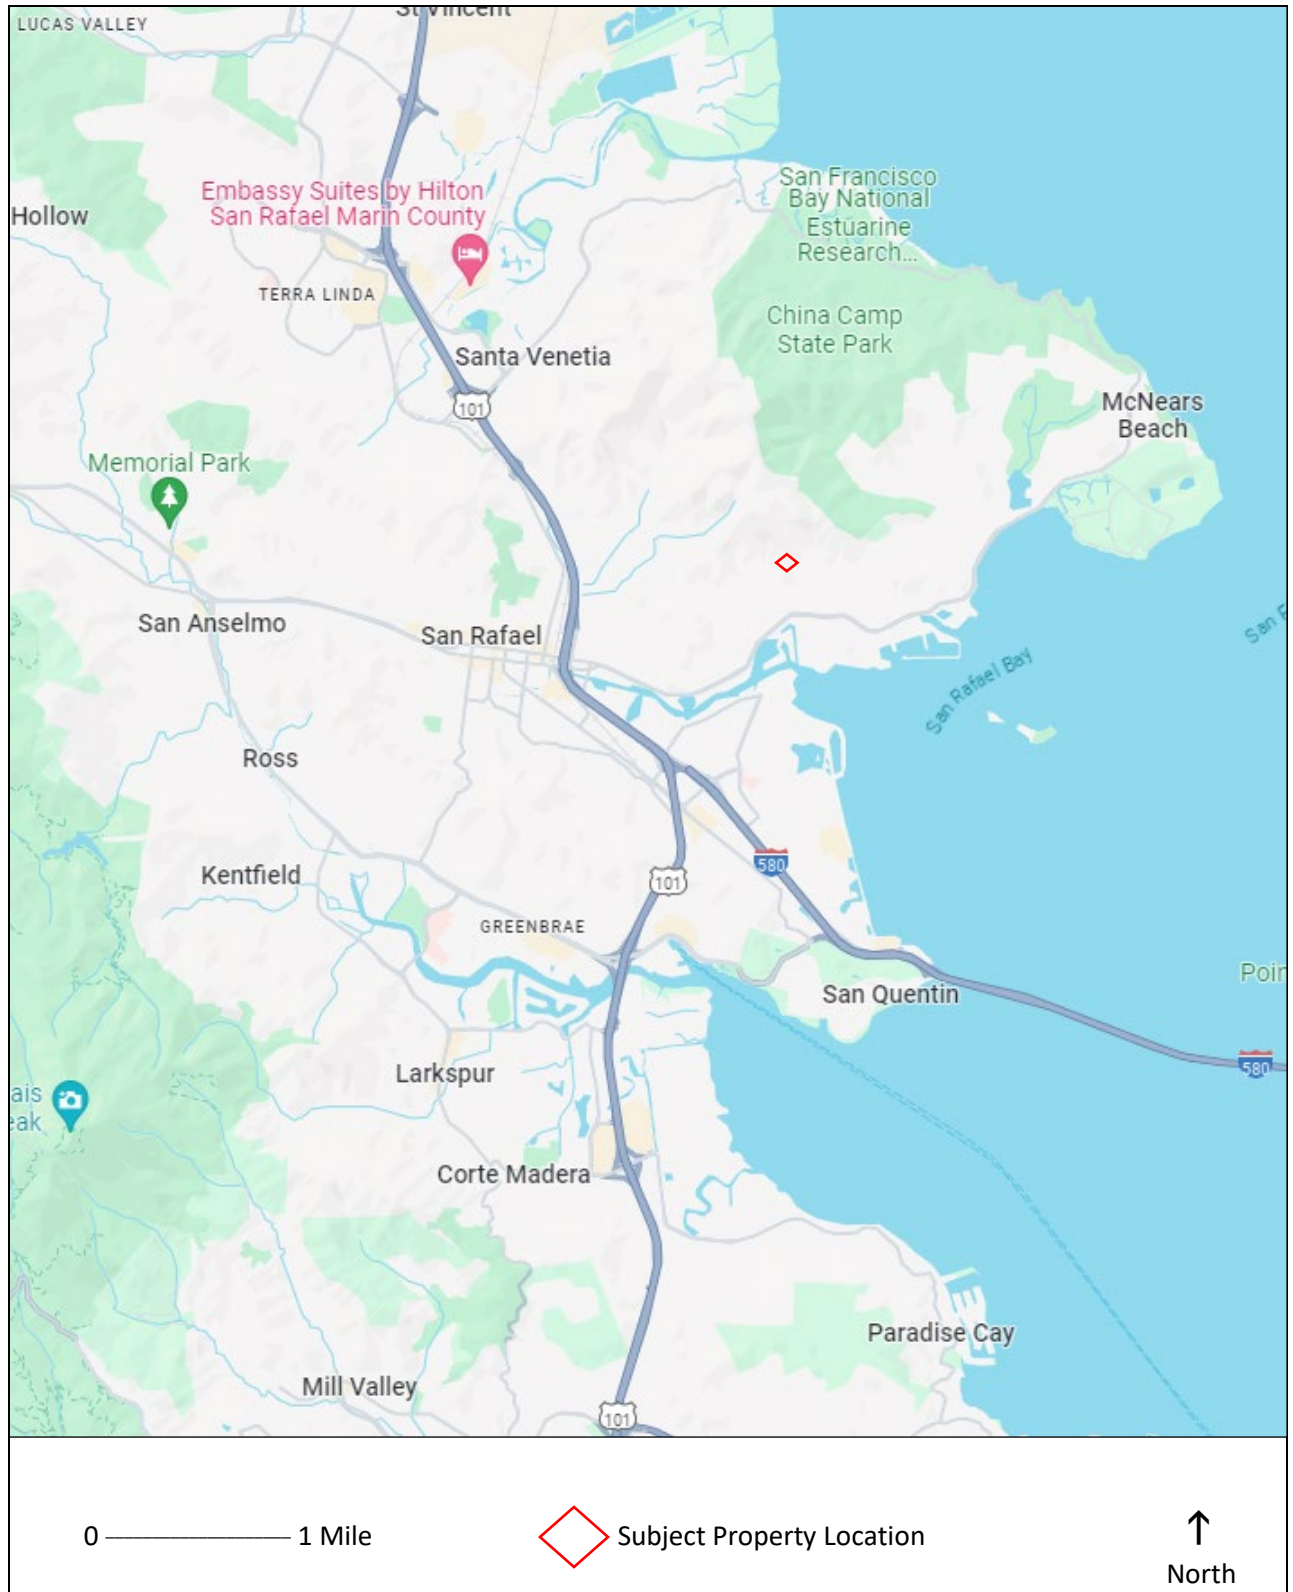 St Vincent
LUCAS VALLEY
San Francisco
Bay National
Estuarine
Research...
Embassy Suites by Hilton
San Rafael Marin County
Hollow
TERRA LINDA
China Camp
State Park
Santa Venetia
101
McNears
Beach
Memorial Park
San Anselmo
San Rafael
San Rafael Bay
Ross
580
Kentfield
101
GREENBRAE
San Quentin
580
Larkspur
Corte Madera
Paradise Cay
Mill Valley
101
0
1 Mile
Subject Property Location
↑
North